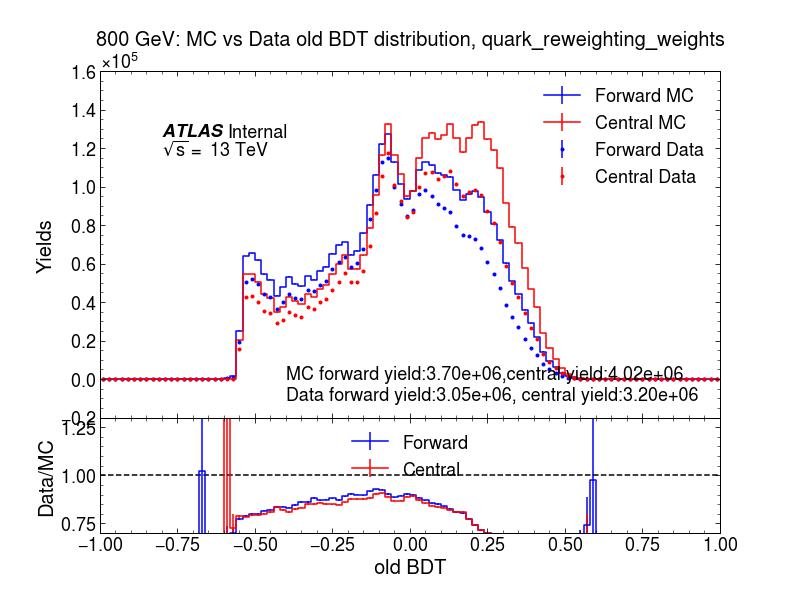 800 GeV: MC vs Data old BDT distribution, quark_reweighting_weights
×10⁵
1.6
1.4
1.2
1.0
0.8
0.6
0.4
0.2
0.0
0.2
Yields
ATLAS Internal
√s = 13 TeV
Forward MC
Central MC
Forward Data
Central Data
MC forward yield:3.70e+06,central yield:4.02e+06
Data forward yield:3.05e+06, central yield:3.20e+06
1.25
1.00
0.75
Data/MC
Forward
Central
−1.00 −0.75 −0.50 −0.25 0.00 0.25 0.50 0.75 1.00
old BDT